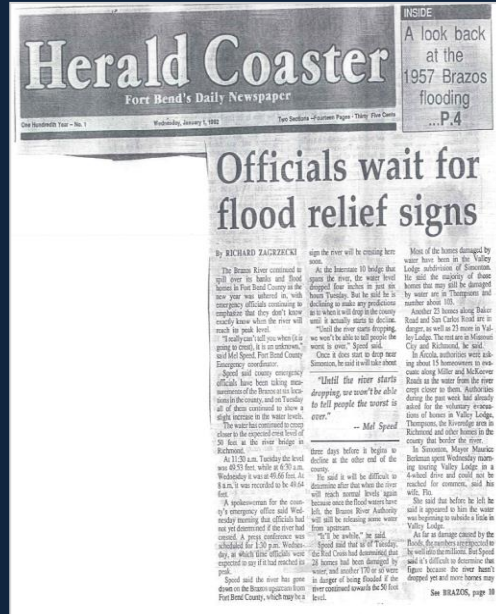 Herald Coaster
Fort Bend's Daily Newspaper
One Hundredth Year – No. 1
Wednesday, January 1, 1992
Two Sections –Fourteen Pages - Thirty Five Cents
INSIDE
A look back
at the
1957 Brazos
flooding
...P.4
Officials wait for
flood relief signs
By RICHARD ZAGRZECKI
The Brazos River continued to
spill over its banks and flood
homes in Fort Bend County as the
new year was ushered in, with
emergency officials continuing to
emphasize that they don't know
exactly when the river will
reach its peak level.
"I really can't tell you when (it is
going to crest), it is an unknown,"
said Mel Speed, Fort Bend County
Emergency coordinator.
Speed said county emergency
officials have been taking mea-
surements of the Brazos at six loca-
tions in the county, and on Tuesday
all of them continued to show a
slight increase in the water levels.
The water has continued to creep
closer to the expected crest level of
50 feet at the river bridge in
Richmond.
At 11:30 a.m. Tuesday the level
was 49.53 feet, while at 6:30 a.m.
Wednesday it was at 49.66 feet. At
8 a.m. it was recorded to be 49.64
feet.
A spokeswoman for the coun-
ty's emergency office said Wed-
nesday morning that officials had
not yet determined if the river had
crested. A press conference was
scheduled for 1:30 p.m. Wednes-
day, at which time officials were
expected to say if it had reached its
peak.
Speed said the river has gone
down on the Brazos upstream from
Fort Bend County, which may be a
sign the river will be cresting here
soon.
At the Interstate 10 bridge that
spans the river, the water level
dropped four inches in just six
hours Tuesday. But he said he is
declining to make any predictions
as to when it will drop in the county
until it actually starts to decline.
"Until the river starts dropping,
we won't be able to tell people the
worst is over," Speed said.
Once it does start to drop near
Simonton, he said it will take about
"Until the river starts
dropping, we won't be able
to tell people the worst is
over."
-- Mel Speed
three days before it begins to
decline at the other end of the
county.
He said it will be difficult to
determine after that when the river
will reach normal levels again
because once the flood waters have
left, the Brazos River Authority
will still be releasing some water
from upstream.
"It'll be awhile," he said.
Speed said that as of Tuesday,
the Red Cross had determined that
28 homes had been damaged by
water, and another 170 or so were
in danger of being flooded if the
river continued towards the 50 foot
level.
Most of the homes damaged by
water have been in the Valley
Lodge subdivision of Simonton.
He said the majority of those
homes that may still be damaged
by water are in Thompsons and
number about 103.
Another 23 homes along Baker
Road and San Carlos Road are in
danger, as well as 23 more in Val-
ley Lodge. The rest are in Missouri
City and Richmond, he said.
In Arcola, authorities were ask-
ing about 15 homeowners to eva-
cuate along Miller and McKeever
Roads as the water from the river
crept closer to them. Authorities
during the past week had already
asked for the voluntary evacua-
tions of homes in Valley Lodge,
Thompsons, the Riveredge area in
Richmond and other homes in the
county that border the river.
In Simonton, Mayor Maurice
Berkman spent Wednesday morn-
ing touring Valley Lodge in a
4-wheel drive and could not be
reached for comment, said his
wife, Flo.
She said that before he left he
said it appeared to him the water
was beginning to subside a little in
Valley Lodge.
As far as damage caused by the
floods, the numbers are expected to
be well into the millions. But Speed
said it's difficult to determine that
figure because the river hasn't
dropped yet and more homes may
See BRAZOS, page 10